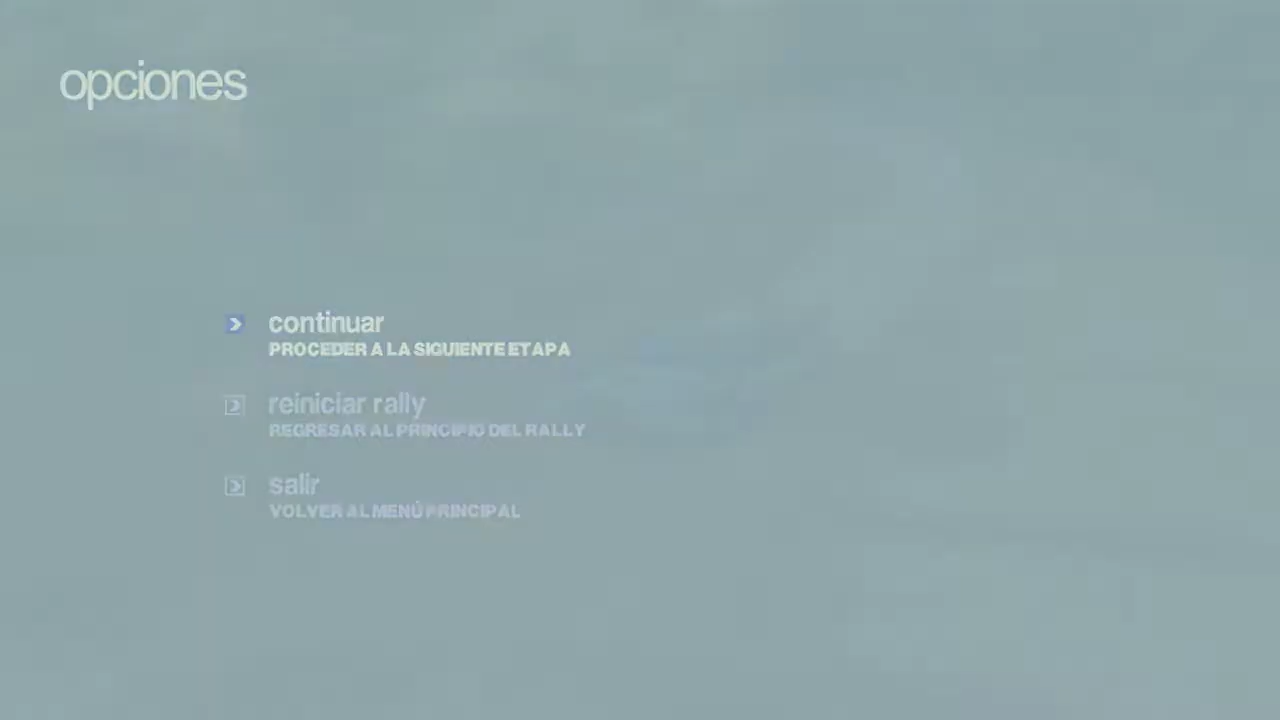 opciones
continuar
PROCEDER A LA SIGUIENTE ETAPA
reiniciar rally
REGRESAR AL PRINCIPIO DEL RALLY
salir
VOLVER AL MENÚ PRINCIPAL